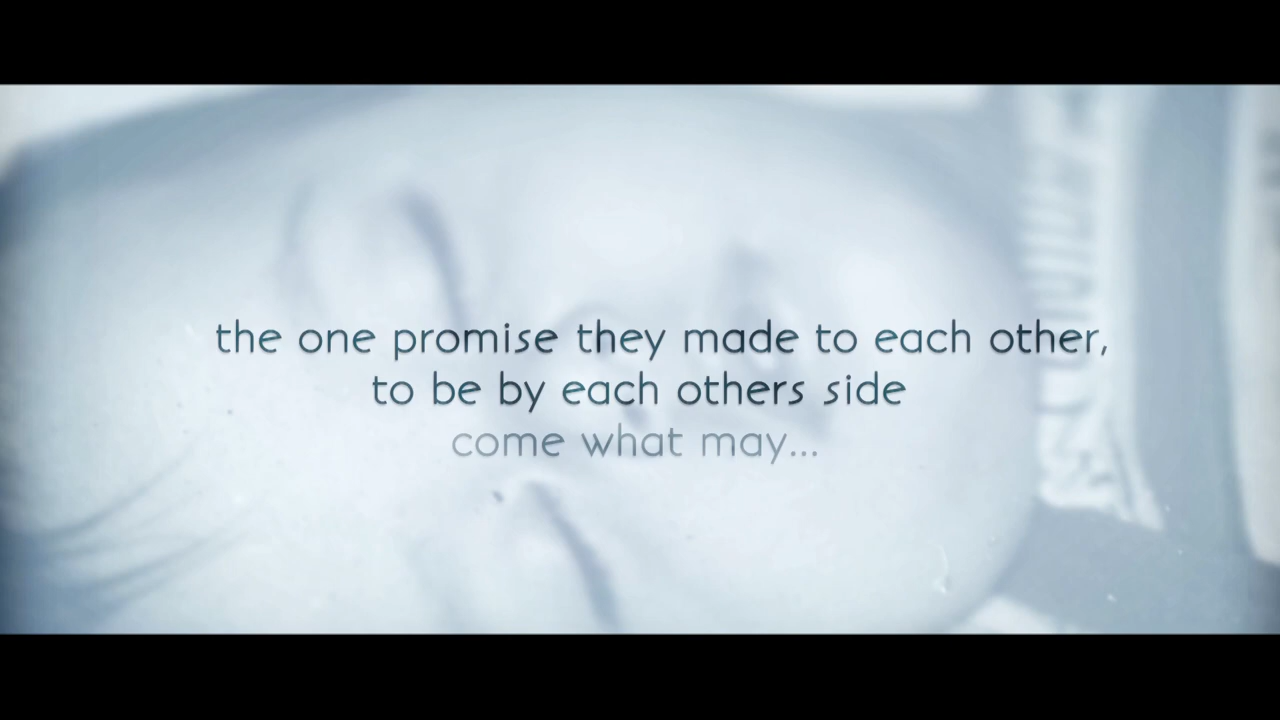 the one promise they made to each other,
to be by each others side
come what may...